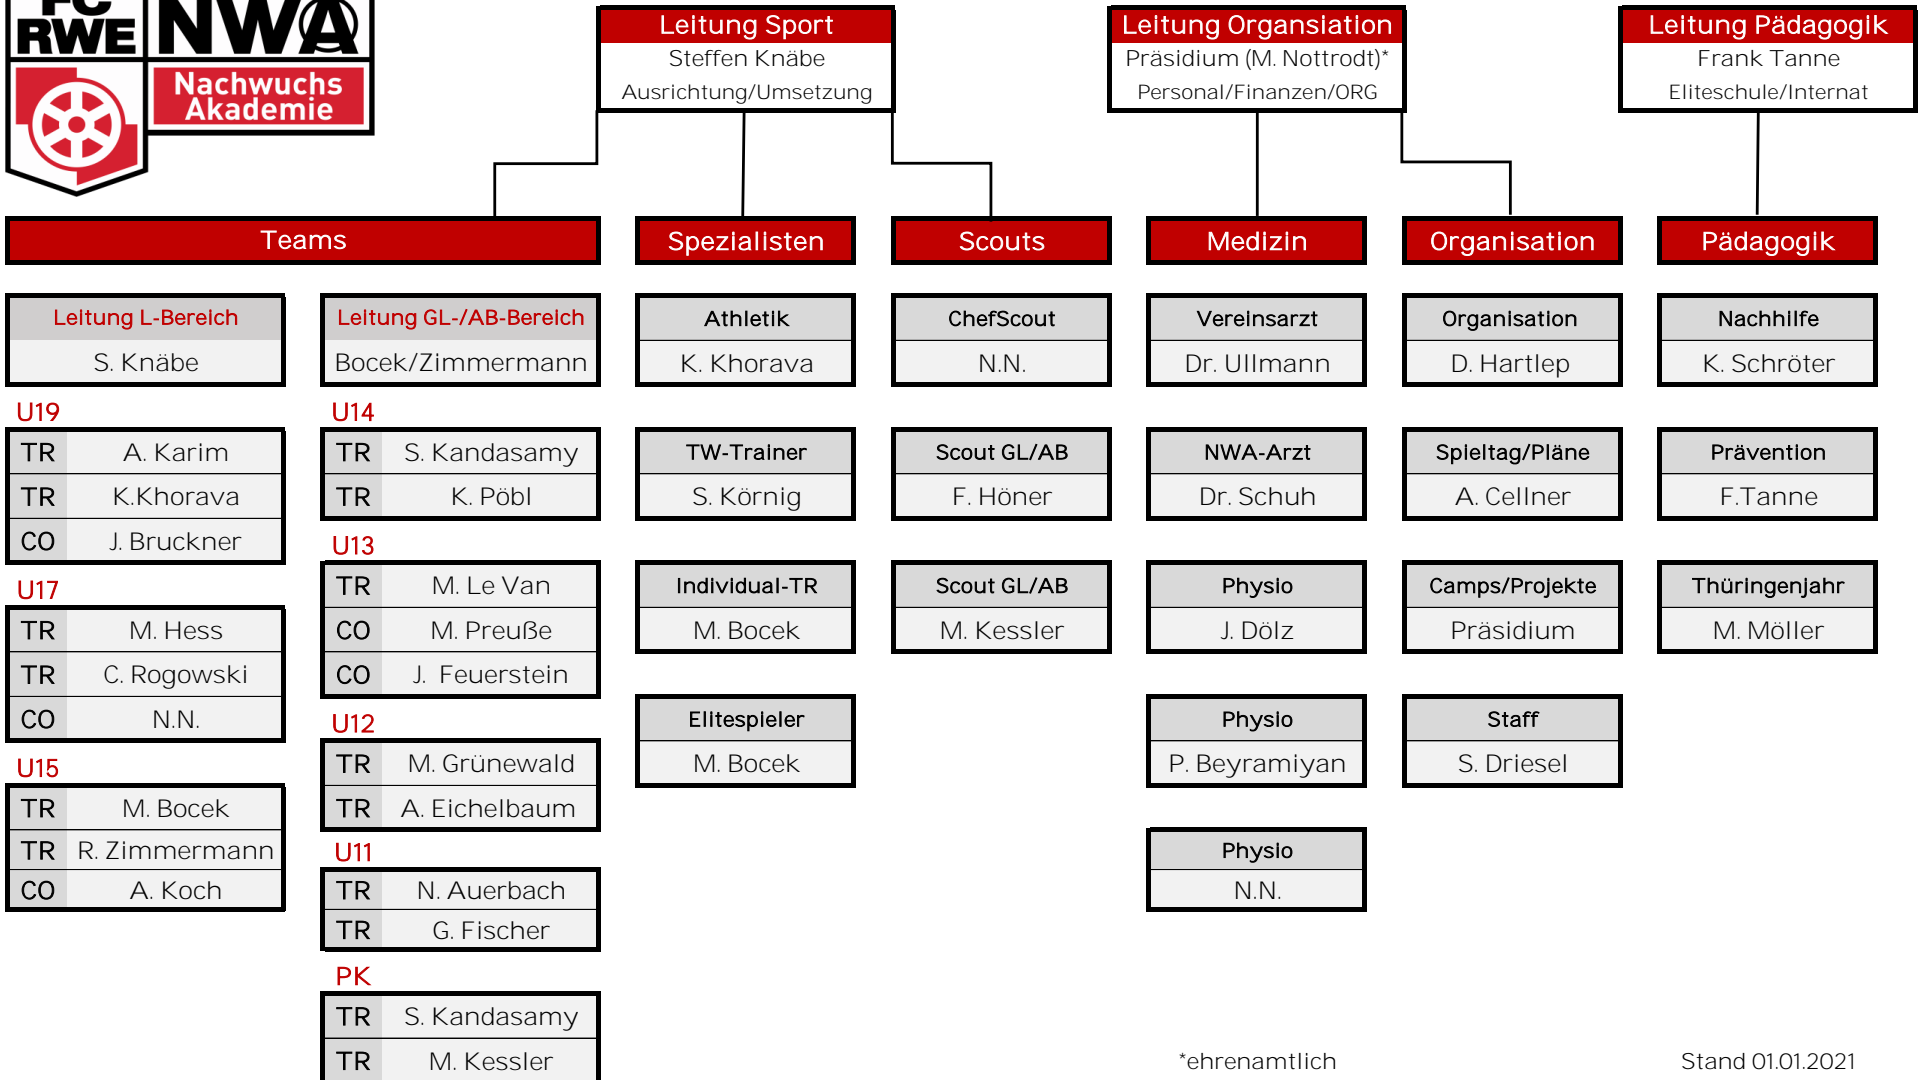 FC
RWE NWA
Nachwuchs
Akademie
Leitung Sport
Steffen Knäbe
Ausrichtung/Umsetzung
Leitung Organsiation
Präsidium (M. Nottrodt)*
Personal/Finanzen/ORG
Leitung Pädagogik
Frank Tanne
Eliteschule/Internat
Teams
Leitung L-Bereich
S. Knäbe
U19
TR A. Karim
TR K.Khorava
CO J. Bruckner
U17
TR M. Hess
TR C. Rogowski
CO N.N.
U15
TR M. Bocek
TR R. Zimmermann
CO A. Koch
Leitung GL-/AB-Bereich
Bocek/Zimmermann
U14
TR S. Kandasamy
TR K. Pöbl
U13
TR M. Le Van
CO M. Preuße
CO J. Feuerstein
U12
TR M. Grünewald
TR A. Eichelbaum
U11
TR N. Auerbach
TR G. Fischer
PK
TR S. Kandasamy
TR M. Kessler
Spezialisten
Athletik
K. Khorava
TW-Trainer
S. Körnig
Individual-TR
M. Bocek
Elitespieler
M. Bocek
Scouts
ChefScout
N.N.
Scout GL/AB
F. Höner
Scout GL/AB
M. Kessler
Medizin
Vereinsarzt
Dr. Ullmann
NWA-Arzt
Dr. Schuh
Physio
J. Dölz
Physio
P. Beyramiyan
Physio
N.N.
Organisation
Organisation
D. Hartlep
Spieltag/Pläne
A. Cellner
Camps/Projekte
Präsidium
Staff
S. Driesel
Pädagogik
Nachhilfe
K. Schröter
Prävention
F.Tanne
Thüringenjahr
M. Möller
*ehrenamtlich
Stand 01.01.2021